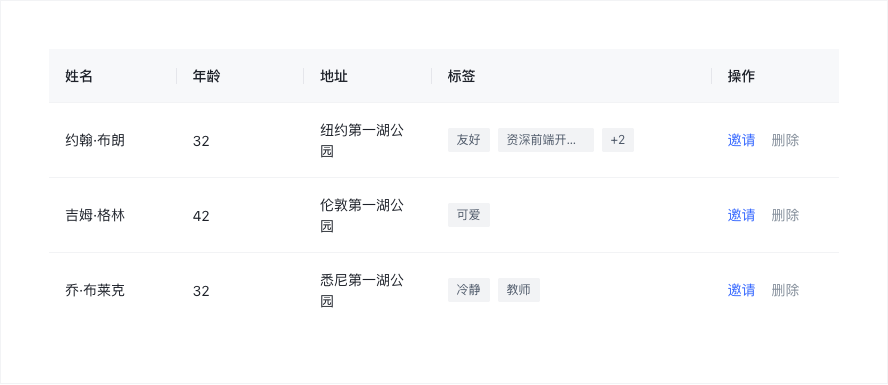 姓名 年龄 地址 标签 操作
约翰·布朗 32 纽约第一湖公
园 友好 资深前端开... +2 邀请 删除
吉姆·格林 42 伦敦第一湖公
园 可爱 邀请 删除
乔·布莱克 32 悉尼第一湖公
园 冷静 教师 邀请 删除